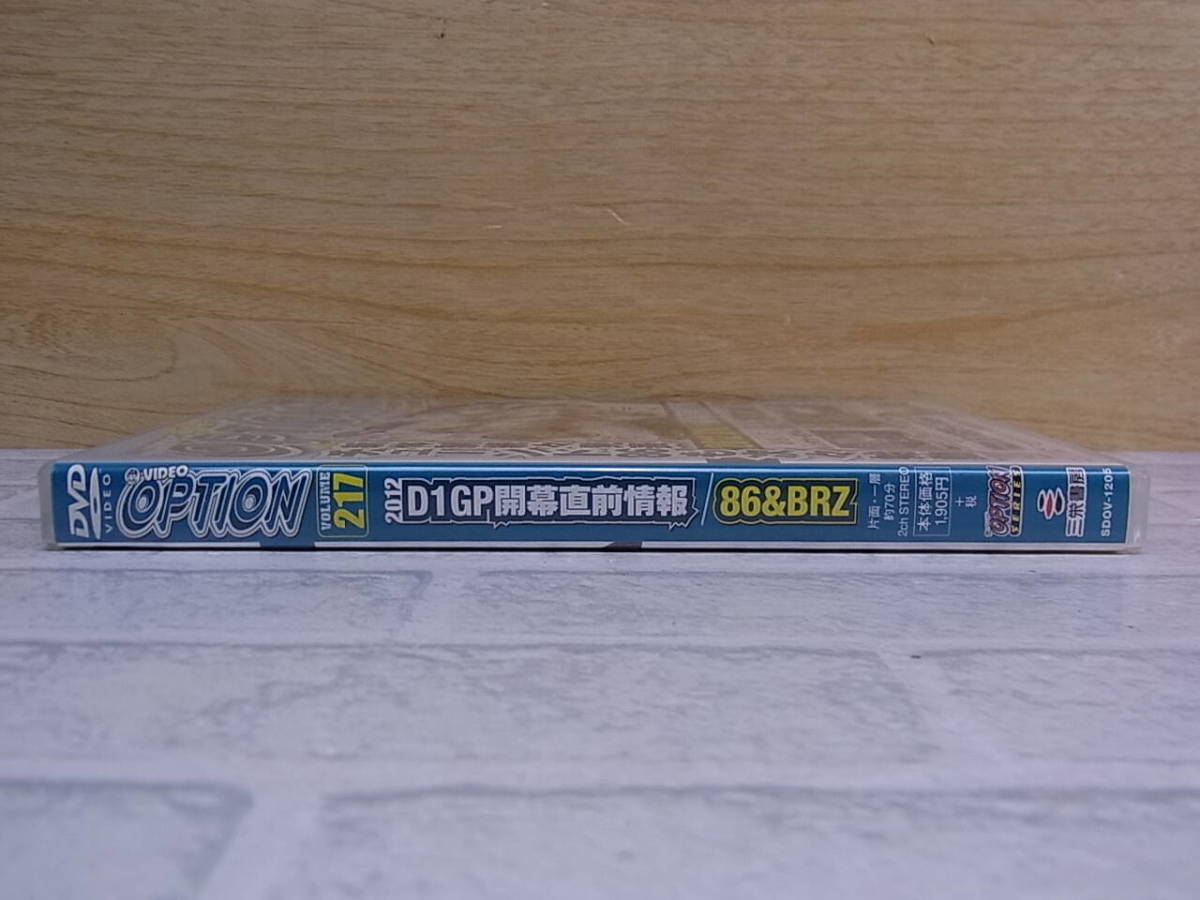 DVD
VIDEO
VIDEO
OPTION
VOLUME
217
2012
D1GP開幕直前情報
86&BRZ
片面・一層
約70分
2ch STEREO
本体価格
1,905円
+
税
OPTION
SERIES
三栄書房
SDOV-1205